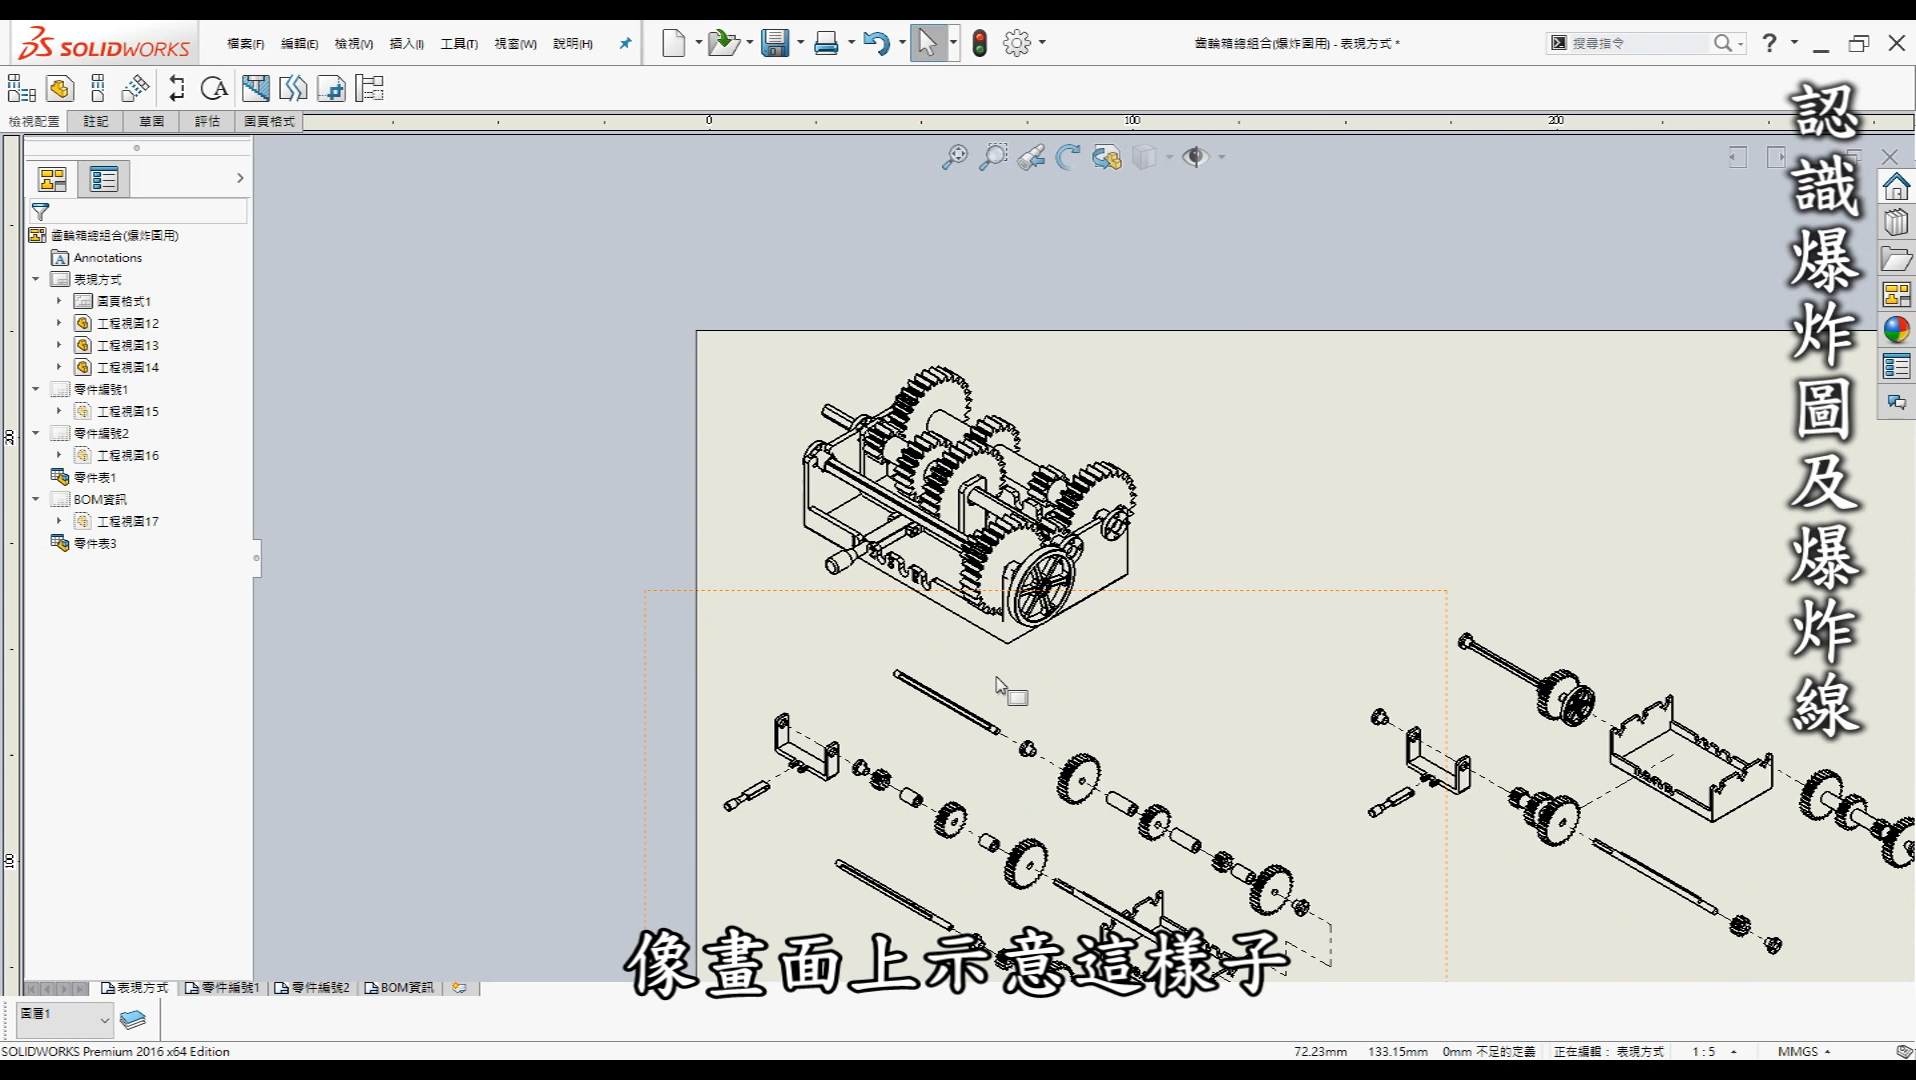 SOLIDWORKS
檔案(F)
編輯(E)
檢視(V)
插入(I)
工具(T)
視窗(W)
說明(H)
齒輪箱總組合(爆炸圖用) - 表現方式 *
搜尋指令
檢視配置
註記
草圖
評估
圖頁格式
0
100
200
齒輪箱總組合(爆炸圖用)
Annotations
表現方式
圖頁格式1
工程視圖12
工程視圖13
工程視圖14
零件編號1
工程視圖15
零件編號2
工程視圖16
零件表1
BOM資訊
工程視圖17
零件表3
200
100
認識爆炸圖及爆炸線
像畫面上示意這樣子
表現方式
零件編號1
零件編號2
BOM資訊
圖層1
SOLIDWORKS Premium 2016 x64 Edition
72.23mm
133.15mm
0mm 不足的定義
正在編輯： 表現方式
1 : 5
MMGS